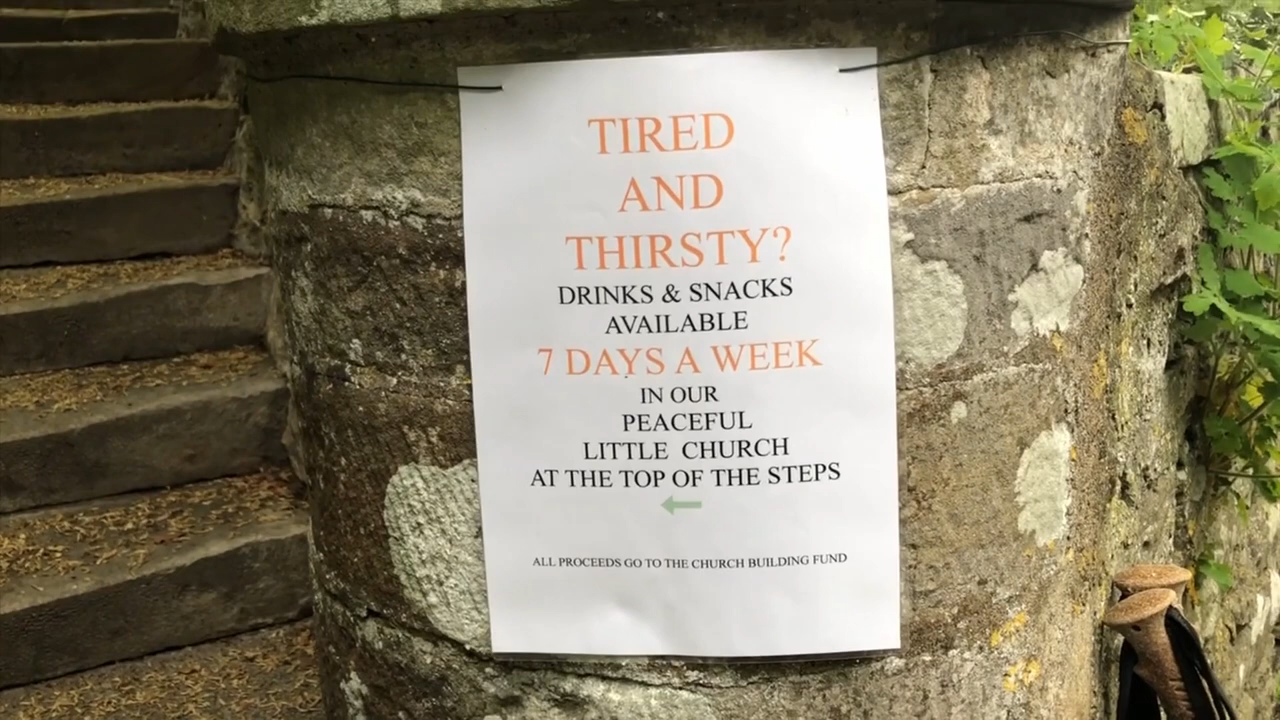 TIRED
AND
THIRSTY?
DRINKS & SNACKS
AVAILABLE
7 DAYS A WEEK
IN OUR
PEACEFUL
LITTLE CHURCH
AT THE TOP OF THE STEPS
ALL PROCEEDS GO TO THE CHURCH BUILDING FUND